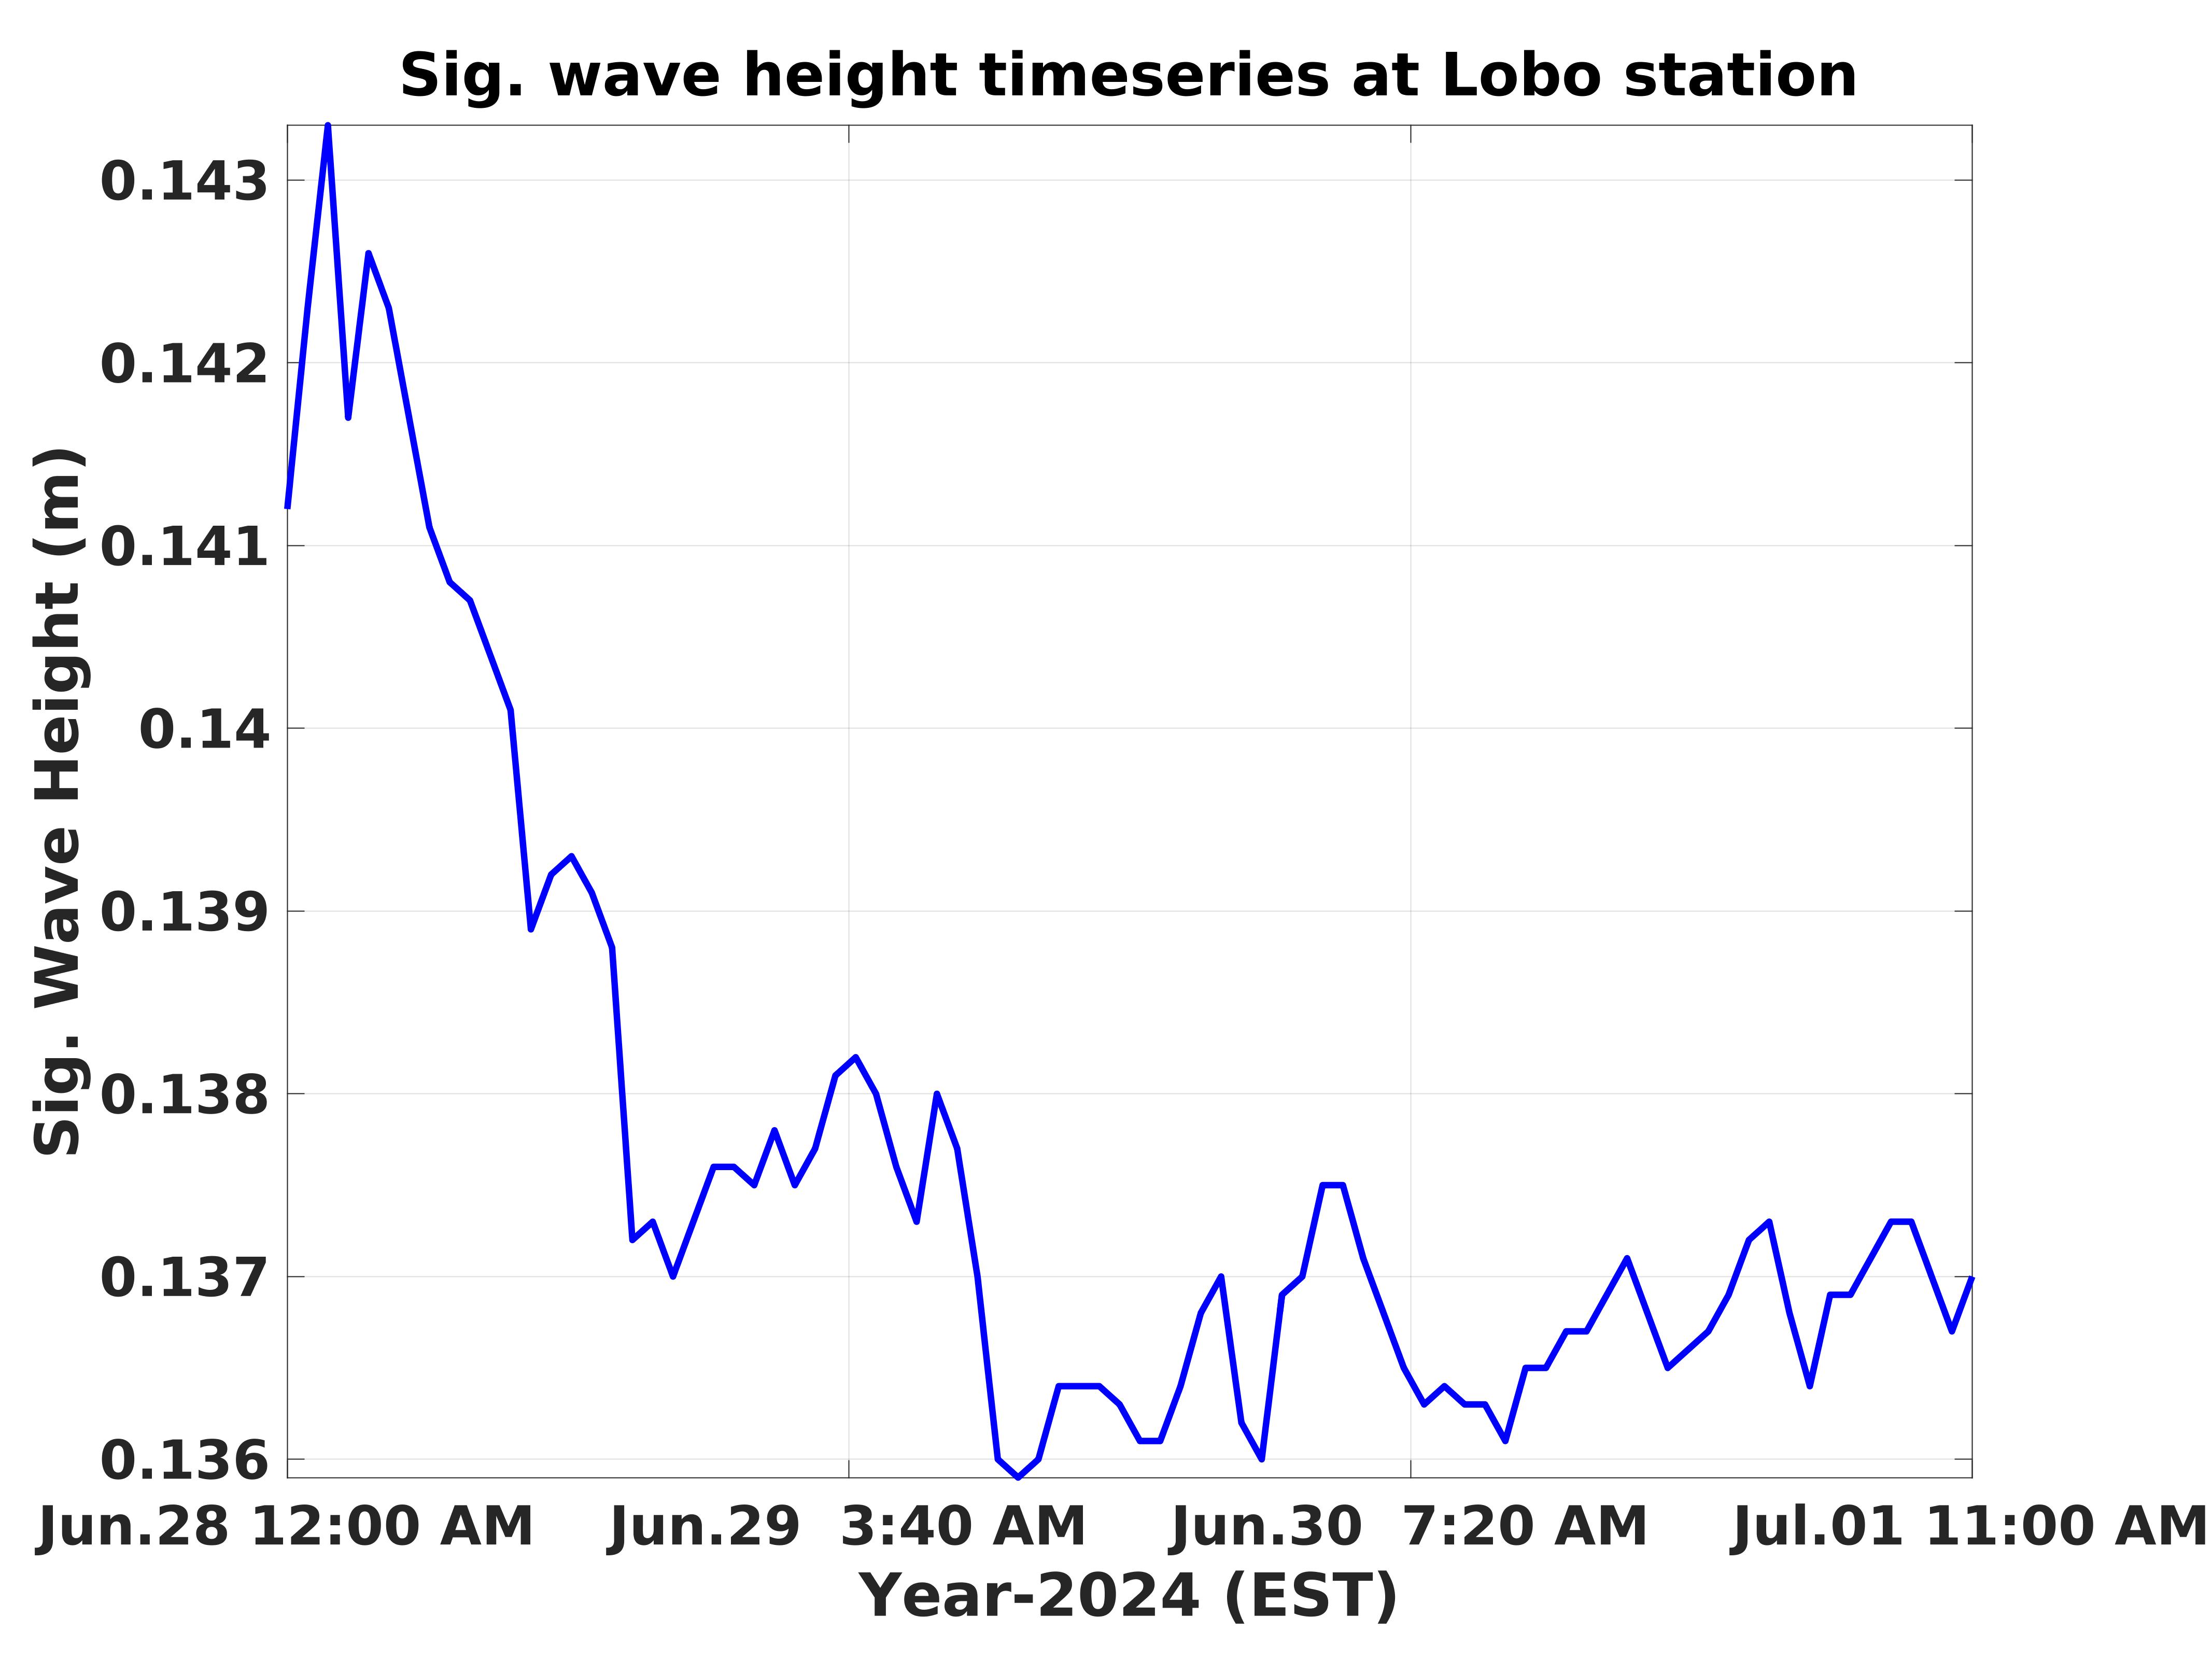 Sig. wave height timeseries at Lobo station
Sig. Wave Height (m)
0.143
0.142
0.141
0.14
0.139
0.138
0.137
0.136
Jun.28 12:00 AM Jun.29 3:40 AM Jun.30 7:20 AM Jul.01 11:00 AM
Year-2024 (EST)